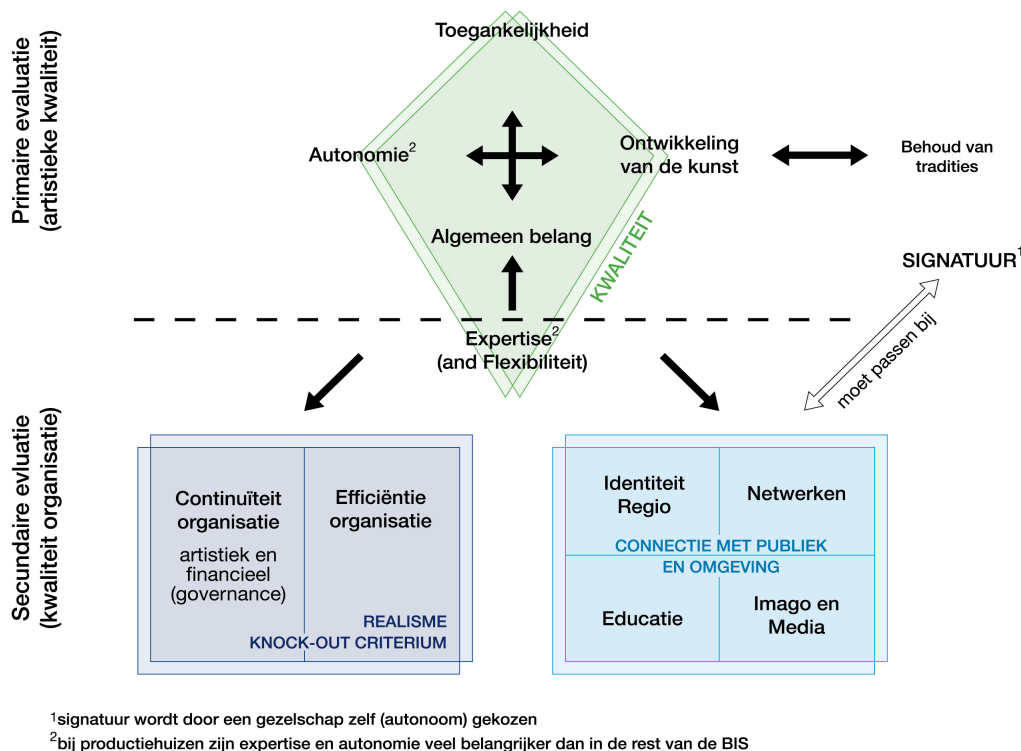 Primaire evaluatie
(artistieke kwaliteit)
Toegankelijkheid
Autonomie²
Ontwikkeling
van de kunst
Behoud van
tradities
Algemeen belang
KWALITEIT
SIGNATUUR¹
moet passen bij
Expertise²
(and Flexibiliteit)
Secundaire evluatie
(kwaliteit organisatie)
Continuïteit
organisatie
artistiek en
financieel
(governance)
Efficiëntie
organisatie
REALISME
KNOCK-OUT CRITERIUM
Identiteit
Regio
Netwerken
CONNECTIE MET PUBLIEK
EN OMGEVING
Educatie
Imago en
Media
¹signatuur wordt door een gezelschap zelf (autonoom) gekozen
²bij productiehuizen zijn expertise en autonomie veel belangrijker dan in de rest van de BIS